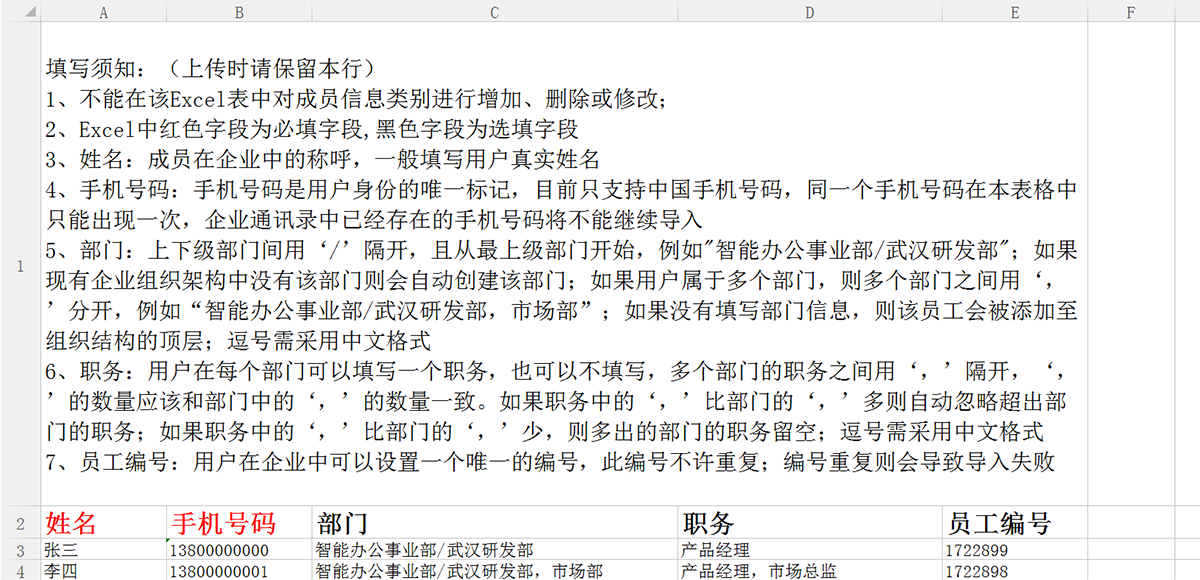 A B C D E F
1
填写须知：（上传时请保留本行）
1、不能在该Excel表中对成员信息类别进行增加、删除或修改；
2、Excel中红色字段为必填字段,黑色字段为选填字段
3、姓名：成员在企业中的称呼，一般填写用户真实姓名
4、手机号码：手机号码是用户身份的唯一标记，目前只支持中国手机号码，同一个手机号码在本表格中
只能出现一次，企业通讯录中已经存在的手机号码将不能继续导入
5、部门：上下级部门间用‘/’隔开，且从最上级部门开始，例如"智能办公事业部/武汉研发部"；如果
现有企业组织架构中没有该部门则会自动创建该部门；如果用户属于多个部门，则多个部门之间用‘，
’分开，例如“智能办公事业部/武汉研发部，市场部”；如果没有填写部门信息，则该员工会被添加至
组织结构的顶层；逗号需采用中文格式
6、职务：用户在每个部门可以填写一个职务，也可以不填写，多个部门的职务之间用‘，’隔开，‘，
’的数量应该和部门中的‘，’的数量一致。如果职务中的‘，’比部门的‘，’多则自动忽略超出部
门的职务；如果职务中的‘，’比部门的‘，’少，则多出的部门的职务留空；逗号需采用中文格式
7、员工编号：用户在企业中可以设置一个唯一的编号，此编号不许重复；编号重复则会导致导入失败
2 姓名 手机号码 部门 职务 员工编号
3 张三 13800000000 智能办公事业部/武汉研发部 产品经理 1722899
4 李四 13800000001 智能办公事业部/武汉研发部，市场部 产品经理，市场总监 1722898